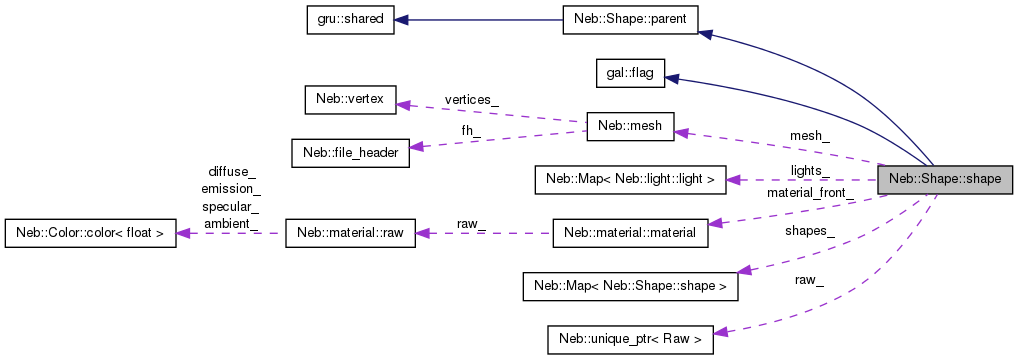 gru::shared
Neb::Shape::parent
gal::flag
Neb::vertex
vertices_
fh_
Neb::mesh
mesh_
Neb::file_header
diffuse_
emission_
specular_
ambient_
Neb::Map< Neb::light::light >
lights_
Neb::Shape::shape
material_front_
Neb::Color::color< float >
Neb::material::raw
raw_
Neb::material::material
shapes_
Neb::Map< Neb::Shape::shape >
raw_
Neb::unique_ptr< Raw >